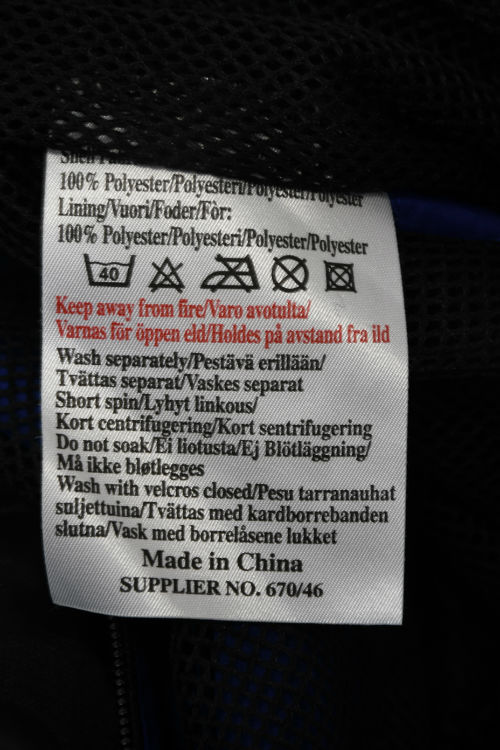 Shell
100% Polyester/Polyesteri/Polyester/Polyester
Lining/Vuori/Foder/Fòr:
100% Polyester/Polyesteri/Polyester/Polyester
40
Keep away from fire/Varo avotulta/
Varnas för öppen eld/Holdes på avstand fra ild
Wash separately/Pestävä erillään/
Tvättas separat/Vaskes separat
Short spin/Lyhyt linkous/
Kort centrifugering/Kort sentrifugering
Do not soak/Ei liotusta/Ej Blötläggning/
Må ikke bløtlegges
Wash with velcros closed/Pesu tarranauhat
suljettuina/Tvättas med kardborrebanden
slutna/Vask med borrelåsene lukket
Made in China
SUPPLIER NO. 670/46